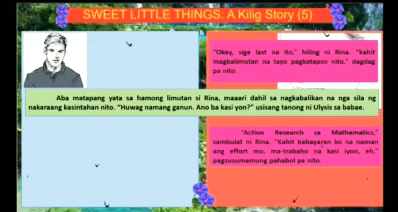 SWEET LITTLE THINGS, A Kilig Story (5)
"Okey, sige last na ito," hiling ni Rina. "kahit
magkalimutan na tayo pagkatapos nito," dagdag
pa nito.
Aba matapang yata sa hamong limutan si Rina, maaari dahil sa nagkabalikan na nga sila ng
nakaraang kasintahan nito. "Huwag namang ganun. Ano ba kasi yon?" usisang tanong ni Ulysis sa babae.
"Action Research sa Mathematics,"
sambulat ni Rina. "Kahit babayaran ko na naman
ang effort mo, ma-trabaho na kasi iyon, eh,"
pagsusumamung pahabol pa nito.